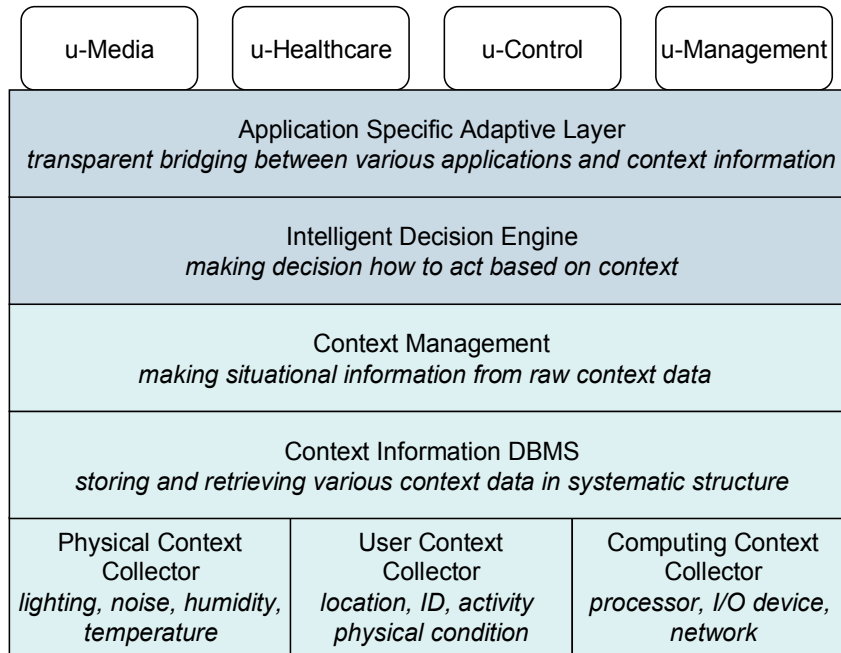 u-Media
u-Healthcare
u-Control
u-Management
Application Specific Adaptive Layer
transparent bridging between various applications and context information
Intelligent Decision Engine
making decision how to act based on context
Context Management
making situational information from raw context data
Context Information DBMS
storing and retrieving various context data in systematic structure
Physical Context
Collector
lighting, noise, humidity,
temperature
User Context
Collector
location, ID, activity
physical condition
Computing Context
Collector
processor, I/O device,
network